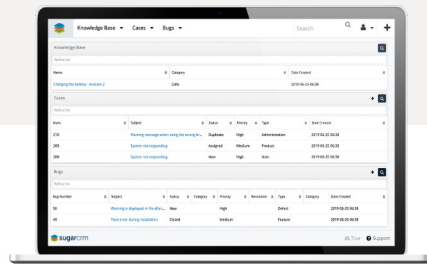 Knowledge Base Cases Bugs Search
Knowledge Base
Name Category Date Created
Changing the battery - revision 2 Cars 2019-06-25 06:38
Cases
Num Subject Status Priority Type Date Created
210 Warning message when using the wrong br... Duplicate High Administration 2019-06-25 06:38
209 System not responding Assigned Medium Product 2019-06-25 06:38
208 System not responding New High User 2019-06-25 06:38
Bugs
Bug Number Subject Status Category Priority Resolution Type Category Date Created
50 Warning is displayed in file after... New High Defect 2019-06-25 06:38
49 error during installation Closed Medium Feature 2019-06-25 06:38
sugarcrm Tour Support